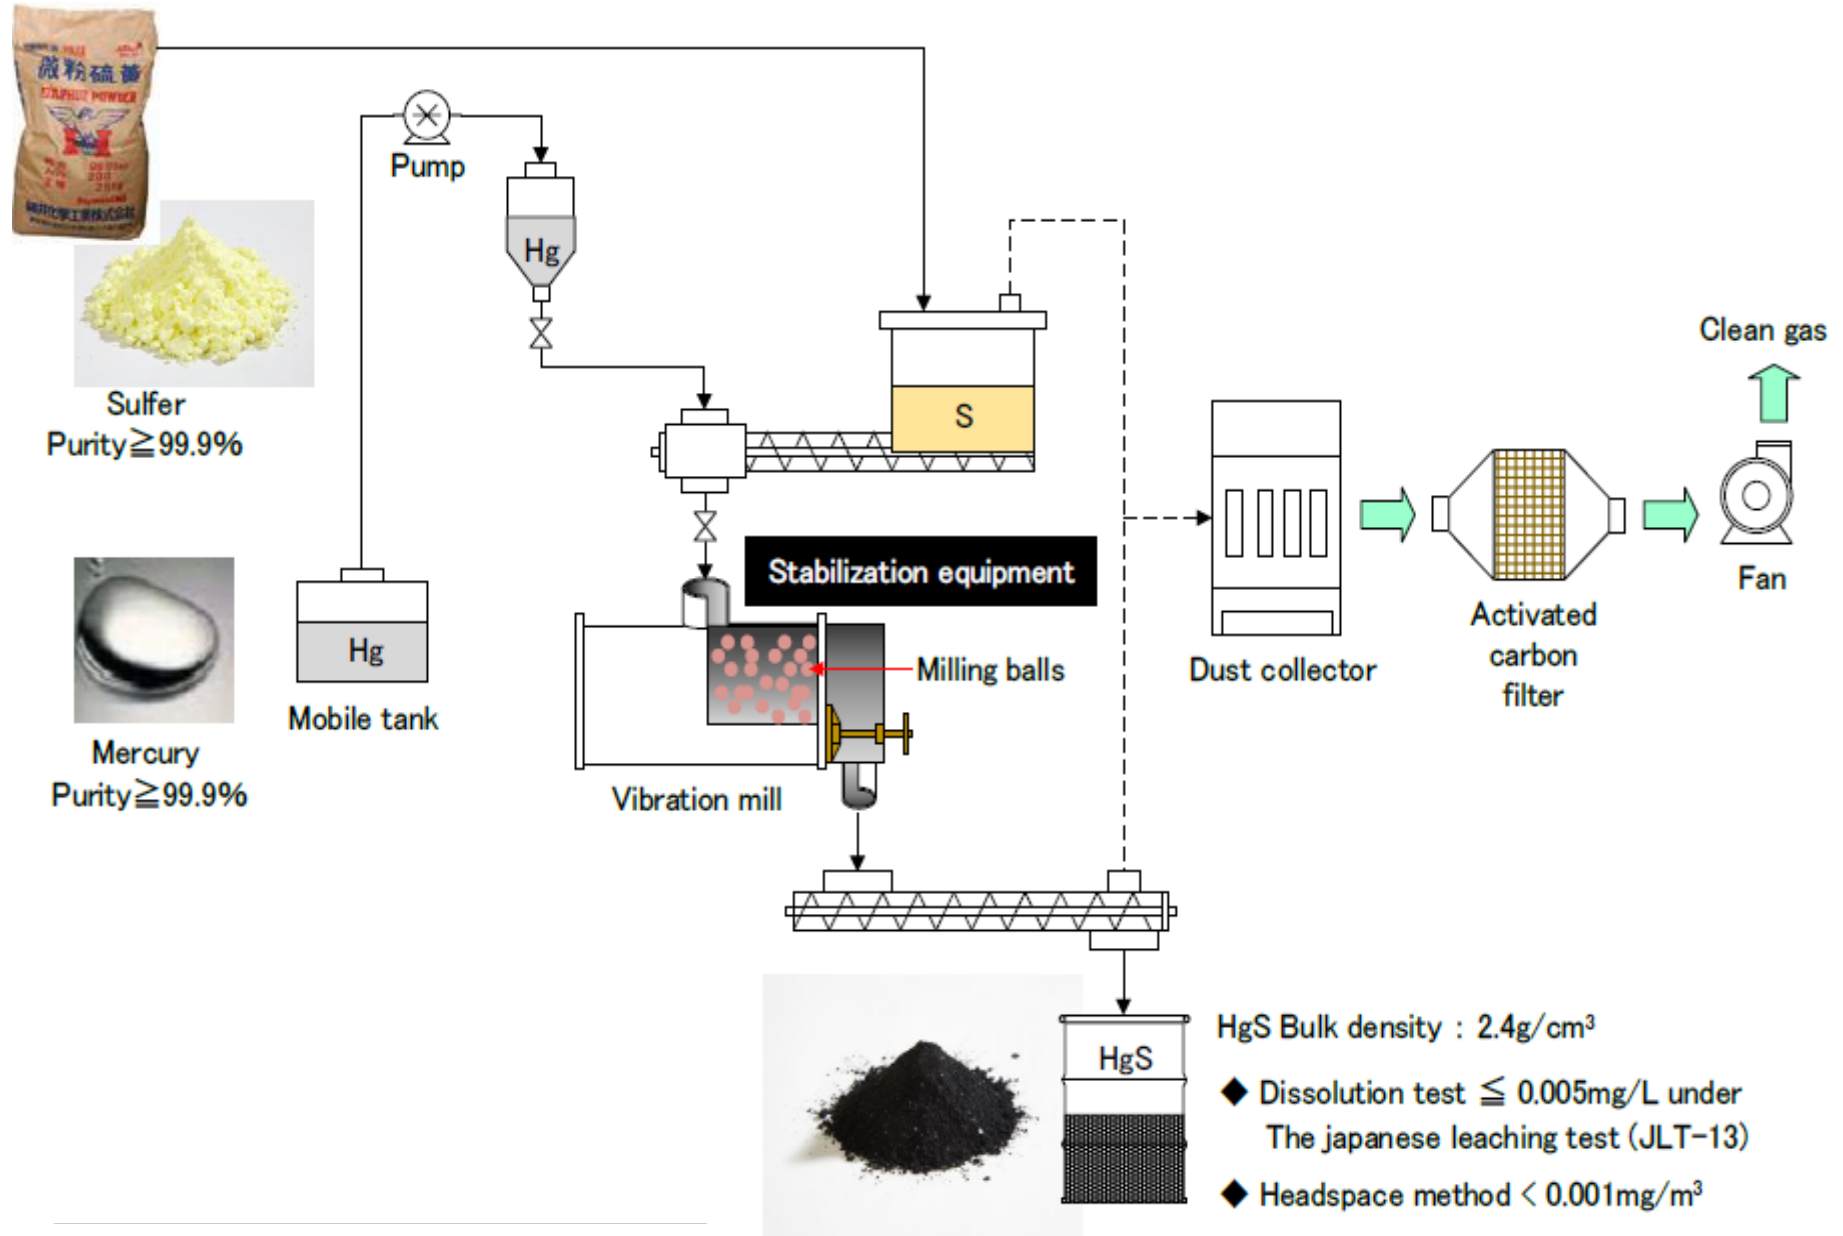 微粉硫黄
SULPHUR POWDER
Pump
Hg
S
Sulfer
Purity≧99.9%
Clean gas
Stabilization equipment
Hg
Mobile tank
Milling balls
Mercury
Purity≧99.9%
Vibration mill
Dust collector
Activated
carbon
filter
Fan
HgS
HgS Bulk density : 2.4g/cm³
◆ Dissolution test ≦ 0.005mg/L under
The japanese leaching test (JLT-13)
◆ Headspace method < 0.001mg/m³